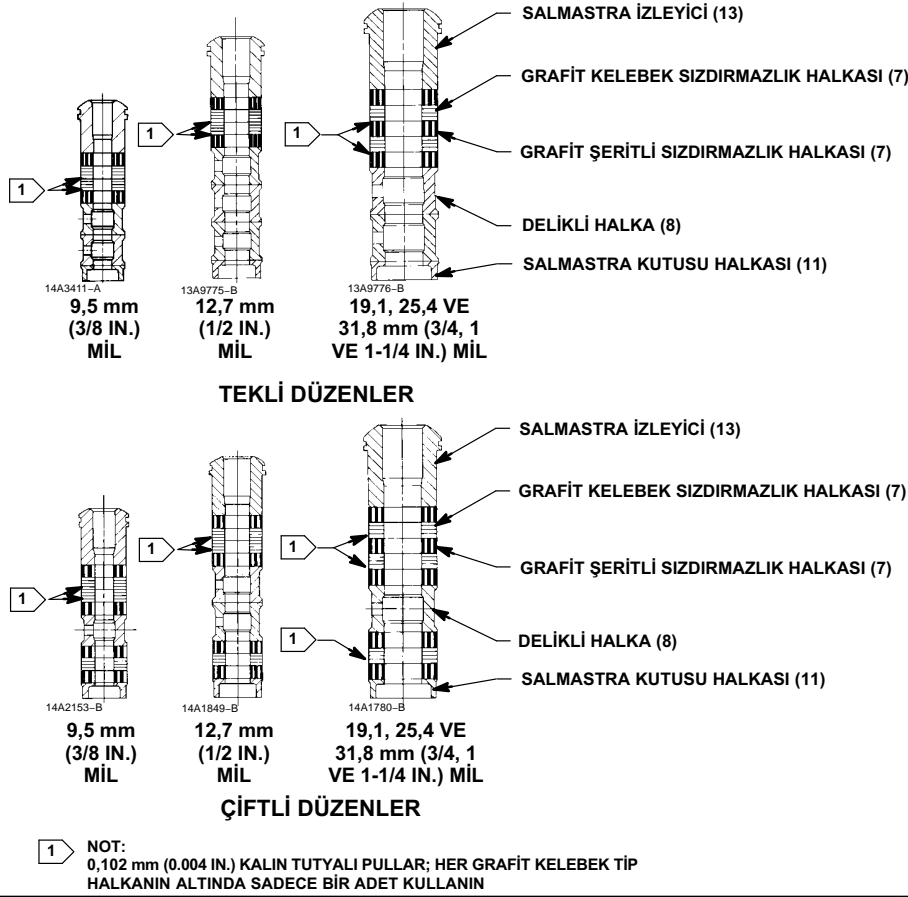 SALMASTRA İZLEYİCİ (13)
GRAFİT KELEBEK SIZDIRMAZLIK HALKASI (7)
1
1
1
GRAFİT ŞERİTLİ SIZDIRMAZLIK HALKASI (7)
DELİKLİ HALKA (8)
SALMASTRA KUTUSU HALKASI (11)
14A3411−A
13A9775−B
13A9776−B
9,5 mm
(3/8 IN.)
MİL
12,7 mm
(1/2 IN.)
MİL
19,1, 25,4 VE
31,8 mm (3/4, 1
VE 1-1/4 IN.) MİL
TEKLİ DÜZENLER
SALMASTRA İZLEYİCİ (13)
GRAFİT KELEBEK SIZDIRMAZLIK HALKASI (7)
1
1
1
GRAFİT ŞERİTLİ SIZDIRMAZLIK HALKASI (7)
1
DELİKLİ HALKA (8)
SALMASTRA KUTUSU HALKASI (11)
14A2153−B
14A1849−B
14A1780−B
9,5 mm
(3/8 IN.)
MİL
12,7 mm
(1/2 IN.)
MİL
19,1, 25,4 VE
31,8 mm (3/4, 1
VE 1-1/4 IN.) MİL
ÇİFTLİ DÜZENLER
1
NOT:
0,102 mm (0.004 IN.) KALIN TUTYALI PULLAR; HER GRAFİT KELEBEK TİP
HALKANIN ALTINDA SADECE BİR ADET KULLANIN